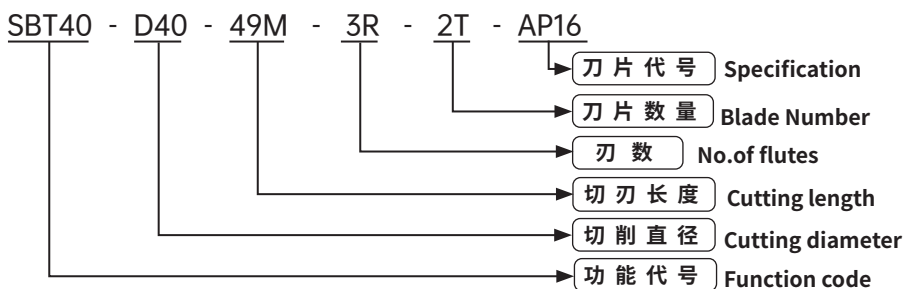 SBT40 - D40 - 49M - 3R - 2T - AP16
刀片代号 Specification
刀片数量 Blade Number
刃数 No.of flutes
切刃长度 Cutting length
切削直径 Cutting diameter
功能代号 Function code